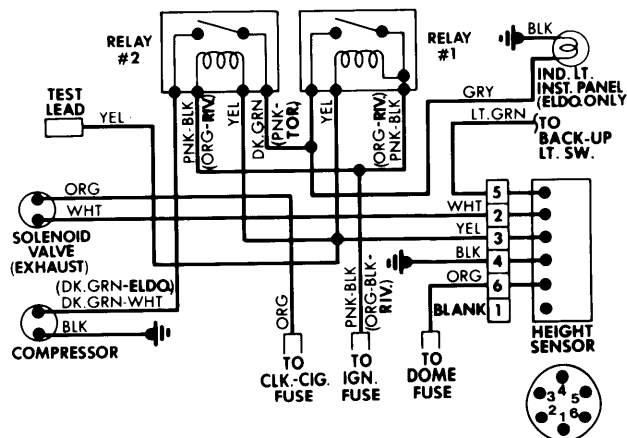 RELAY
#2
RELAY
#1
BLK
IND. LT.
INST. PANEL
(ELDO. ONLY
TEST
LEAD
YEL
PNK-BLK
(ORG-RIV.)
YEL
DK. GRN
(PNK-
TOR.)
YEL
(ORG-RIV.)
PNK-BLK
GRY
LT. GRN
(TO
BACK-UP
LT. SW.
ORG
WHT
SOLENOID
VALVE
(EXHAUST)
WHT
YEL
BLK
ORG
BLANK
5
2
3
4
6
1
HEIGHT
SENSOR
(DK. GRN-ELDO.)
DK. GRN-WHT
BLK
COMPRESSOR
ORG
PNK-BLK
(ORG-BLK-
RIV.)
TO
CLK.-CIG.
FUSE
TO
IGN.
FUSE
TO
DOME
FUSE
3 4 5
2 1 6